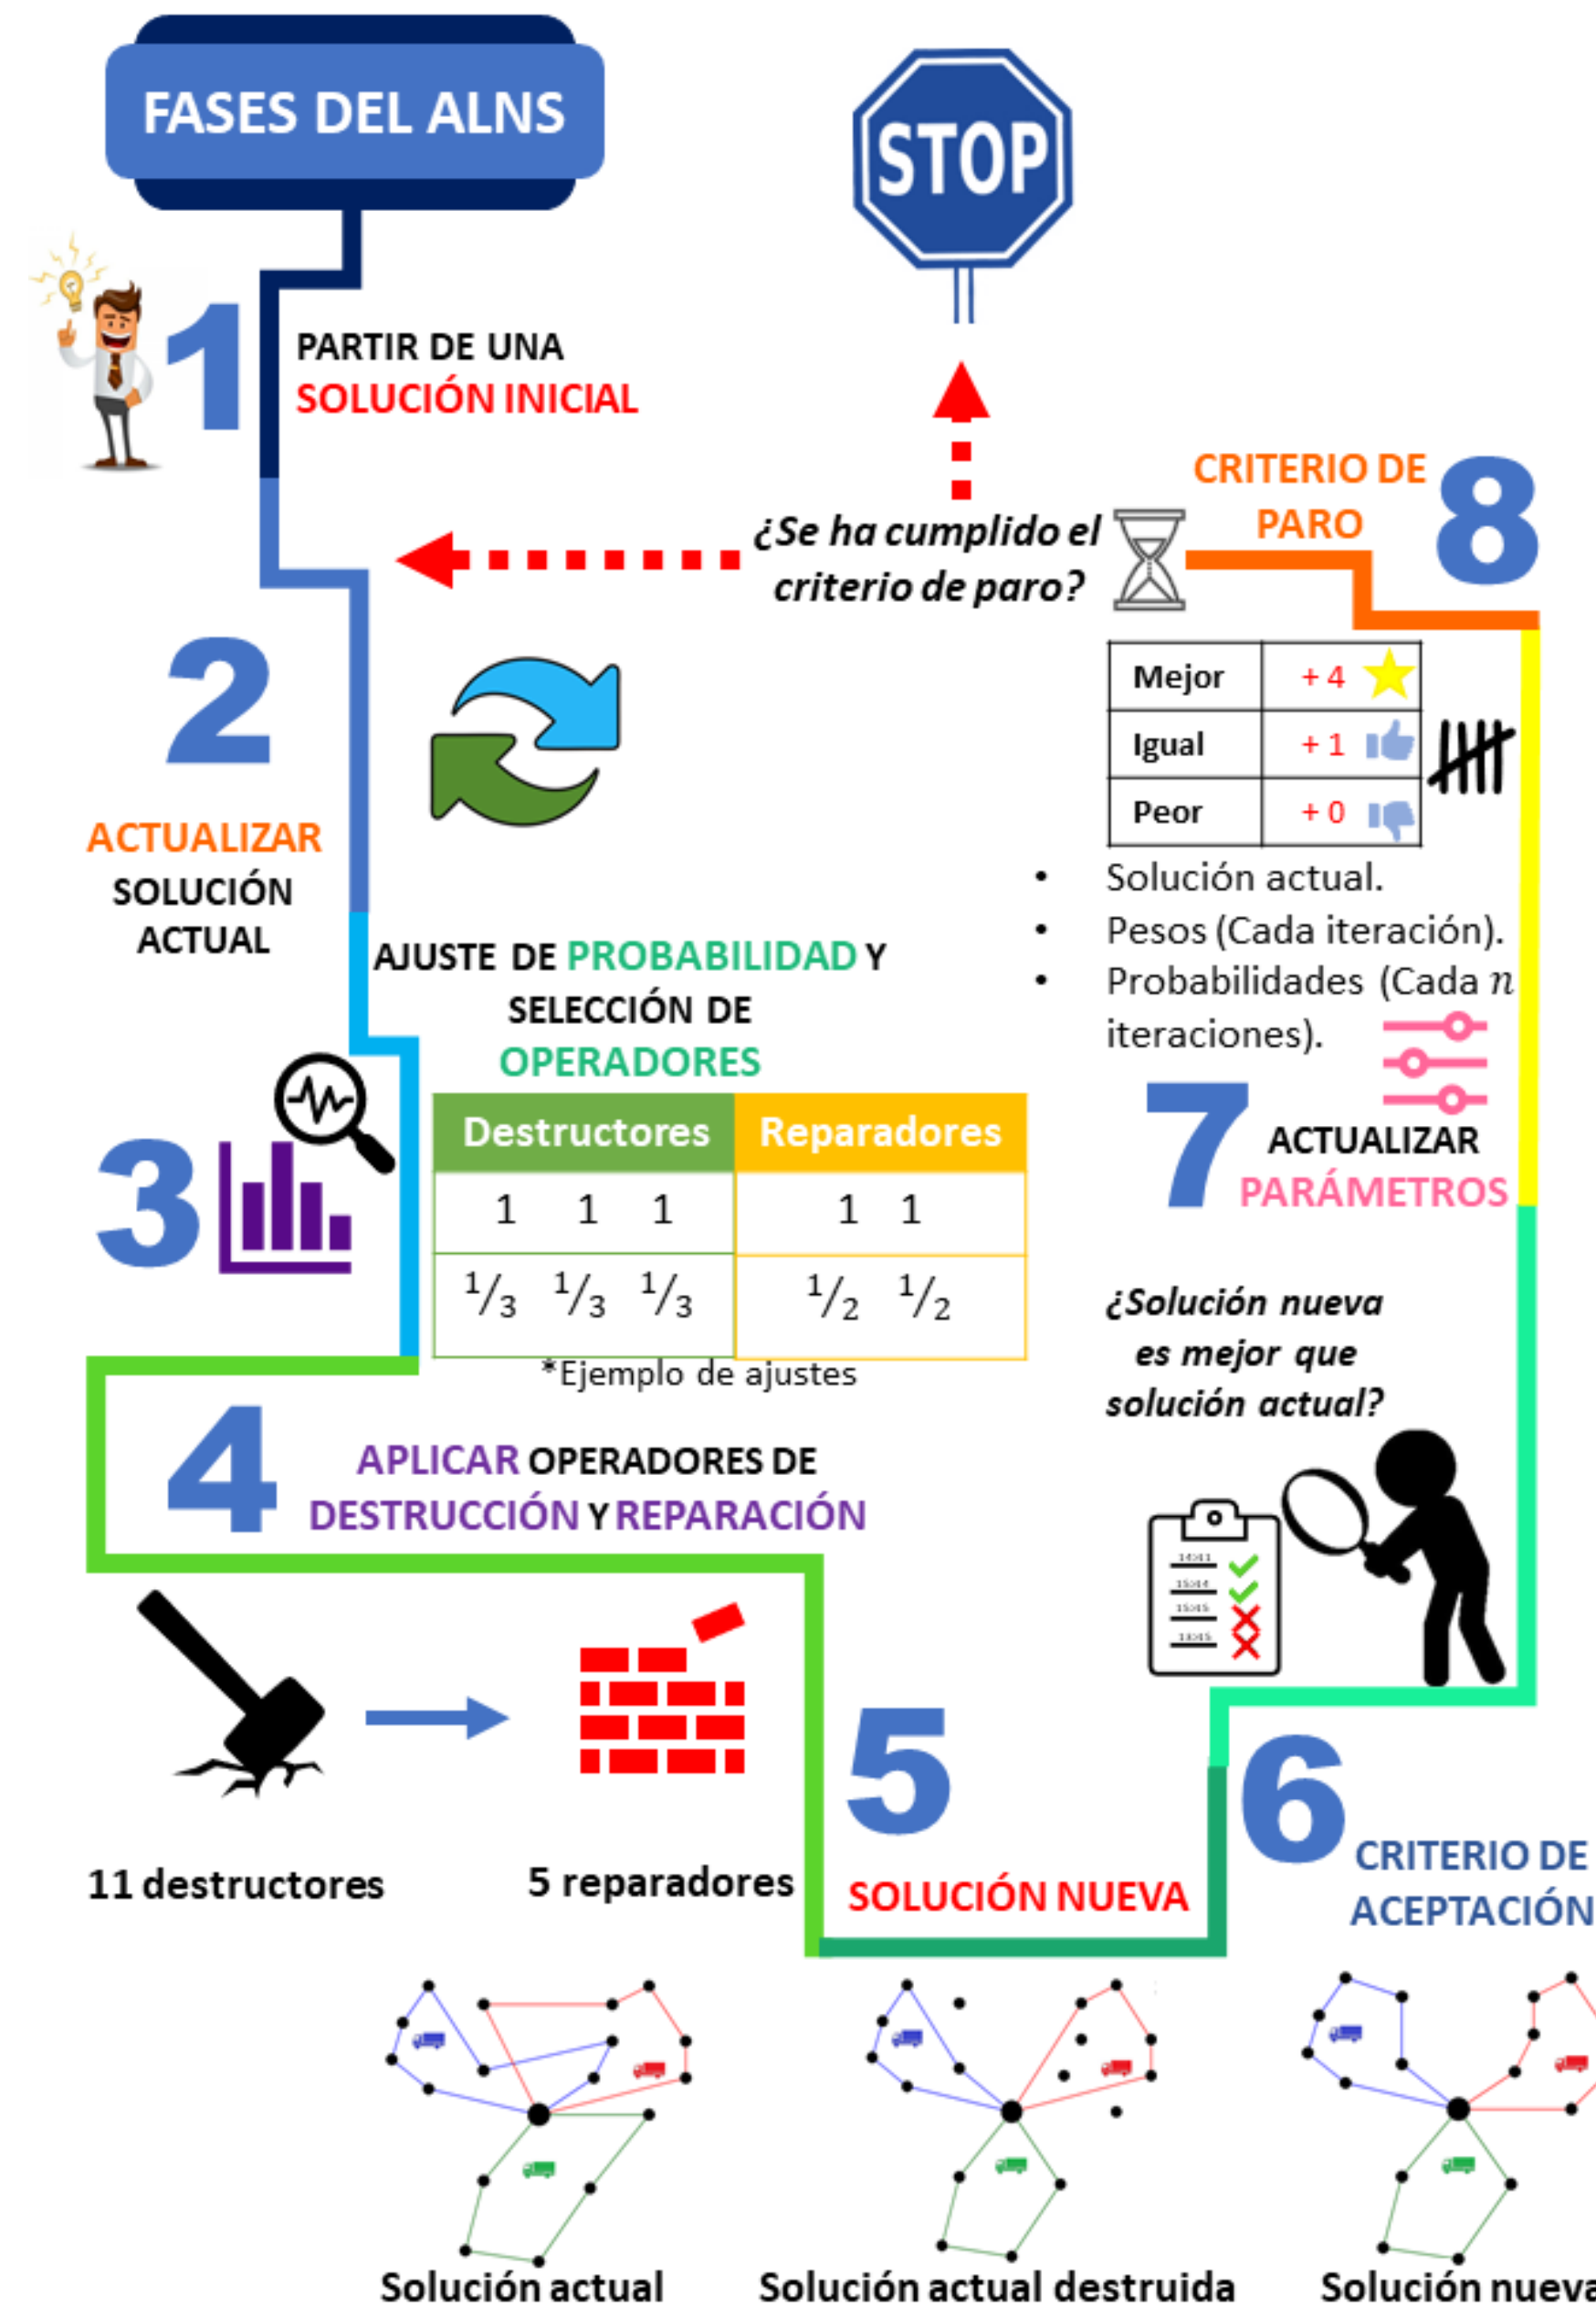 FASES DEL ALNS
STOP
1
PARTIR DE UNA
SOLUCIÓN INICIAL
¿Se ha cumplido el
criterio de paro?
CRITERIO DE
PARO
8
2
ACTUALIZAR
SOLUCIÓN
ACTUAL
Mejor + 4
Igual + 1
Peor + 0
• Solución actual.
• Pesos (Cada iteración).
• Probabilidades (Cada n
iteraciones).
7
ACTUALIZAR
PARÁMETROS
AJUSTE DE PROBABILIDAD Y
SELECCIÓN DE
OPERADORES
3
Destructores Reparadores
1 1 1 1 1
1/3 1/3 1/3 1/2 1/2
*Ejemplo de ajustes
¿Solución nueva
es mejor que
solución actual?
4
APLICAR OPERADORES DE
DESTRUCCIÓN Y REPARACIÓN
11 destructores
5 reparadores
5
SOLUCIÓN NUEVA
6
CRITERIO DE
ACEPTACIÓN
Solución actual
Solución actual destruida
Solución nueva